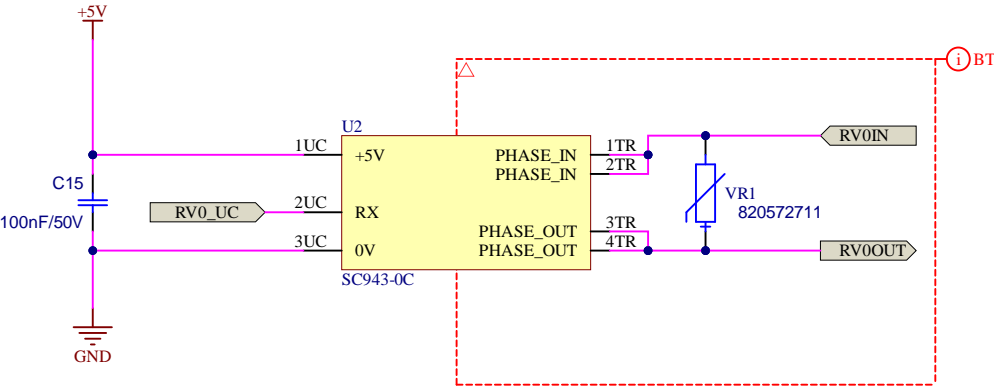 +5V
i BT
U2
1UC +5V PHASE_IN 1TR RV0IN
PHASE_IN 2TR
C15
100nF/50V
RV0_UC 2UC RX
VR1
820572711
PHASE_OUT 3TR
3UC 0V PHASE_OUT 4TR RV0OUT
SC943-0C
GND